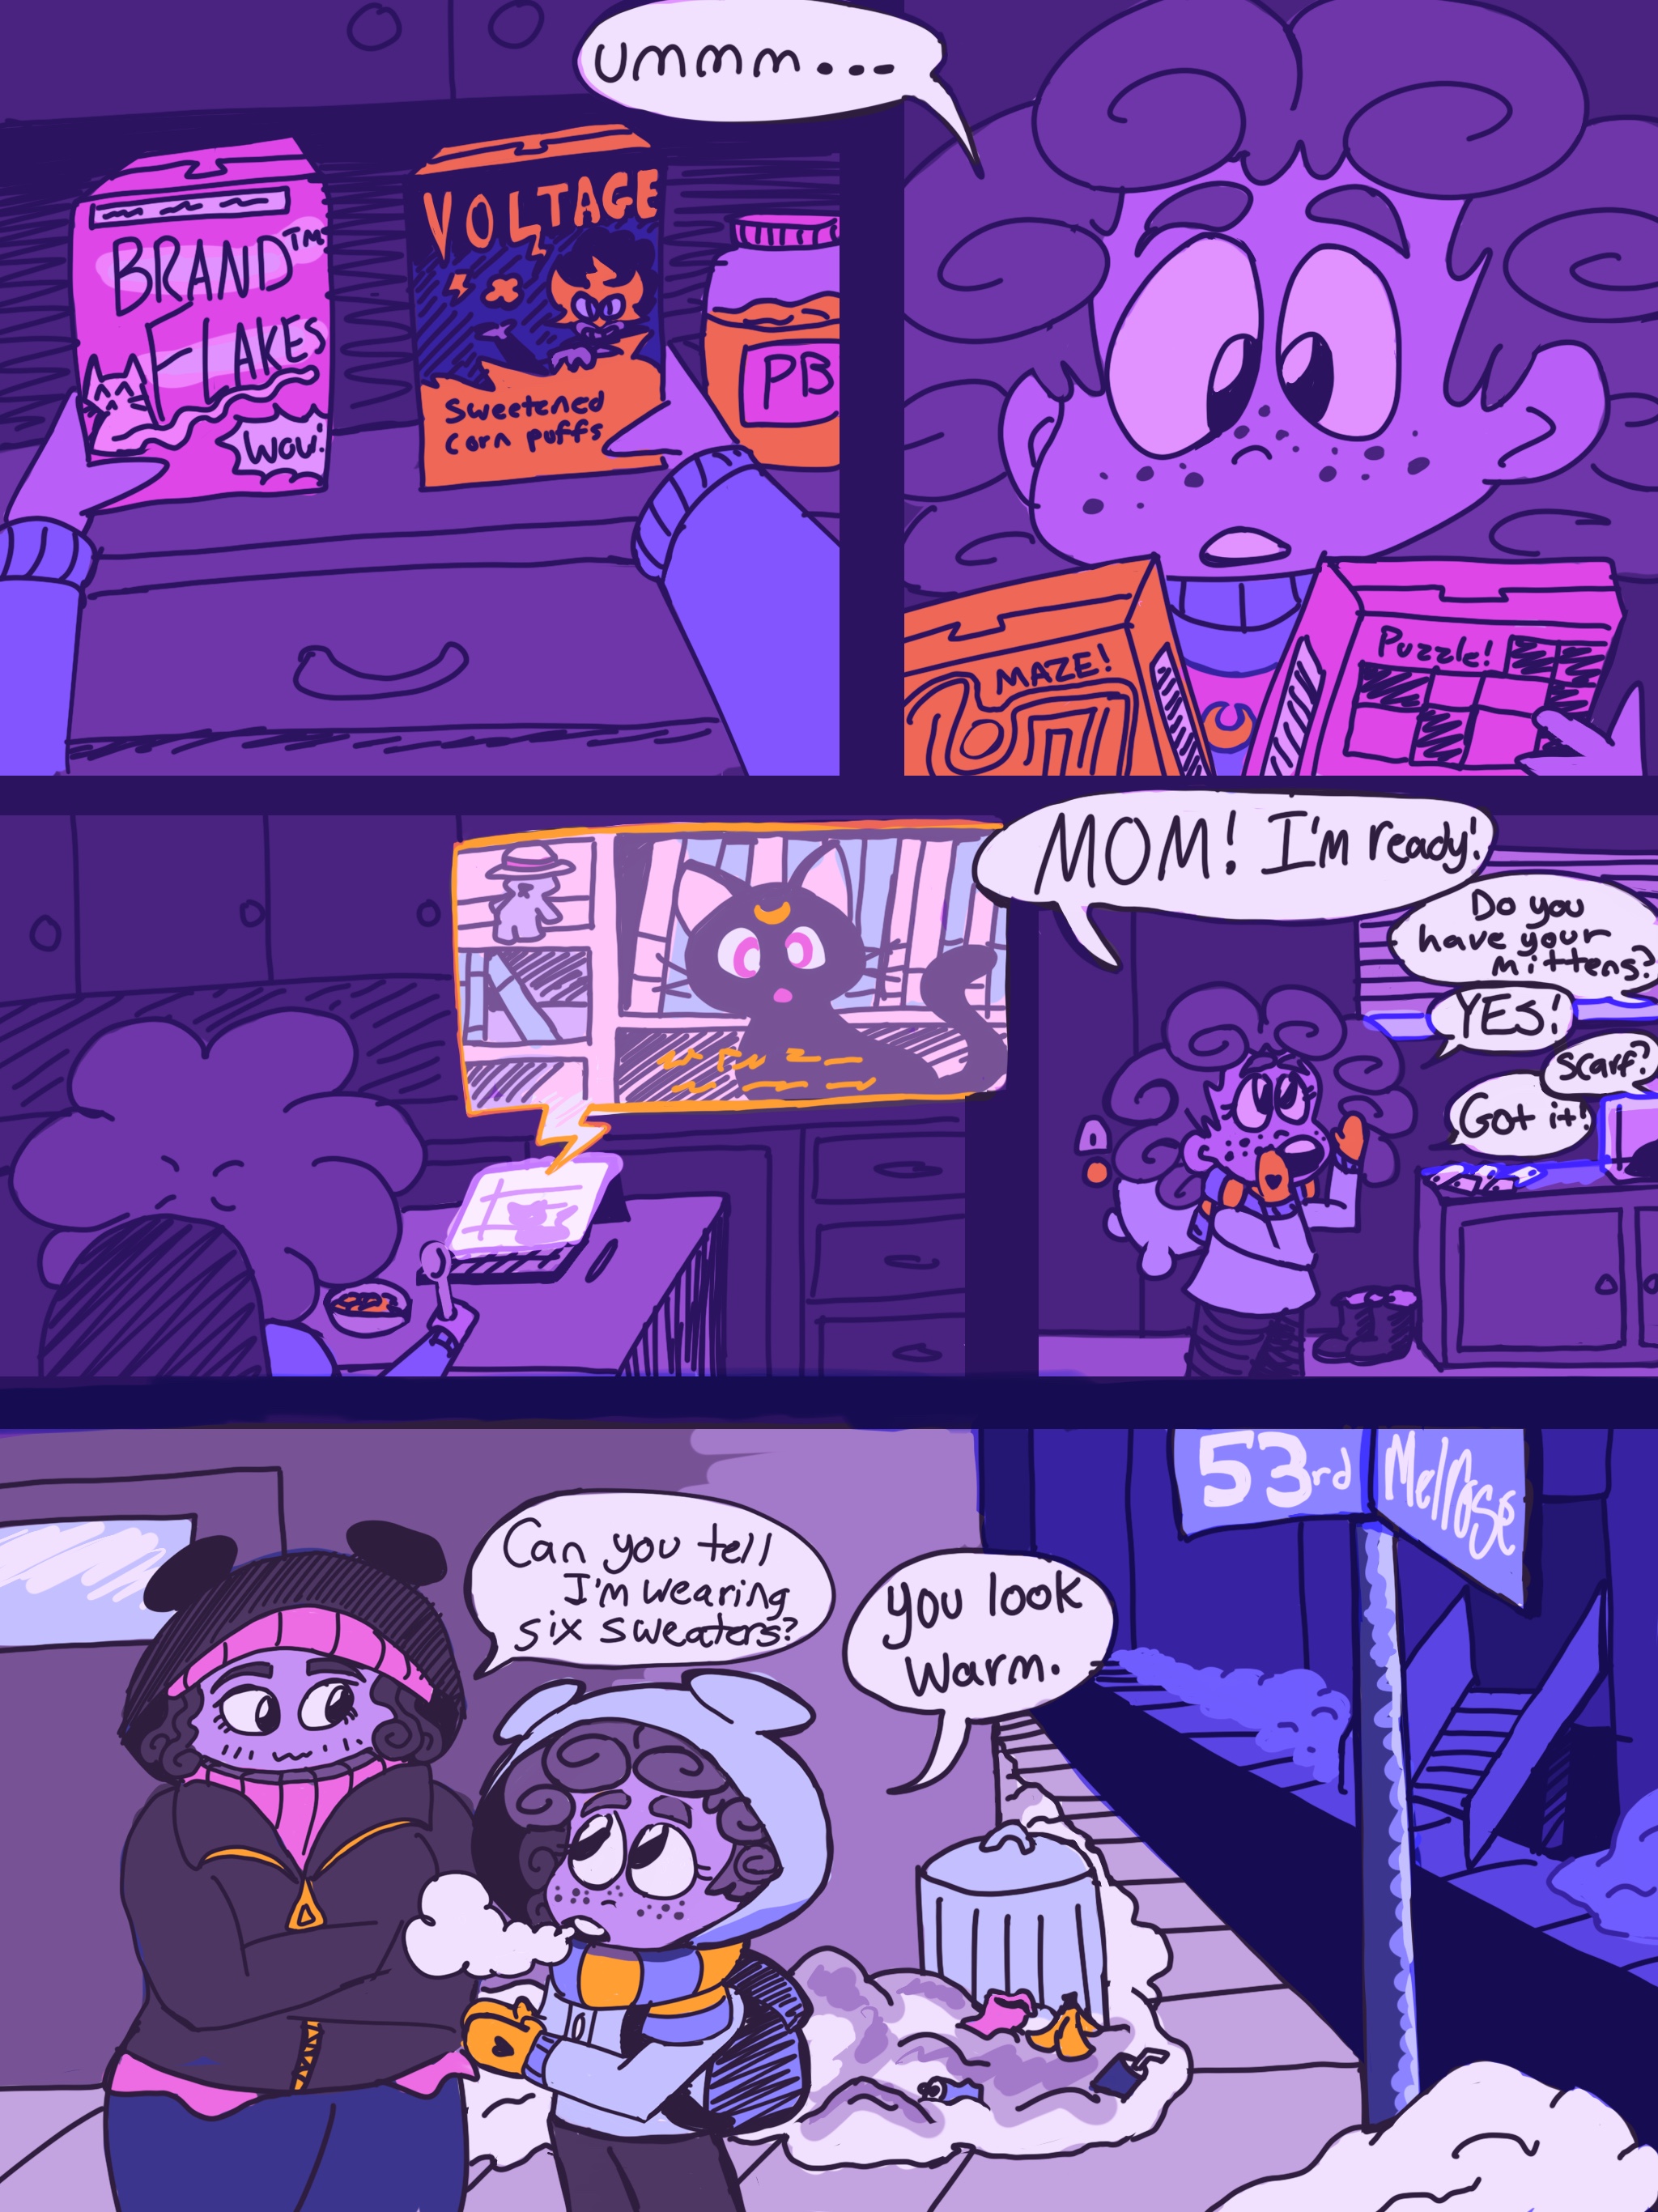 ummm...
BRAND™
FLAKES
WOW!
VOLTAGE
sweetened
corn puffs
PB
MAZE!
Puzzle!
MOM! I'm ready!
Do you
have your
mittens?
YES!
scarf?
Got it!
Can you tell
I'm wearing
six sweaters?
you look
warm.
53rd
Melrose